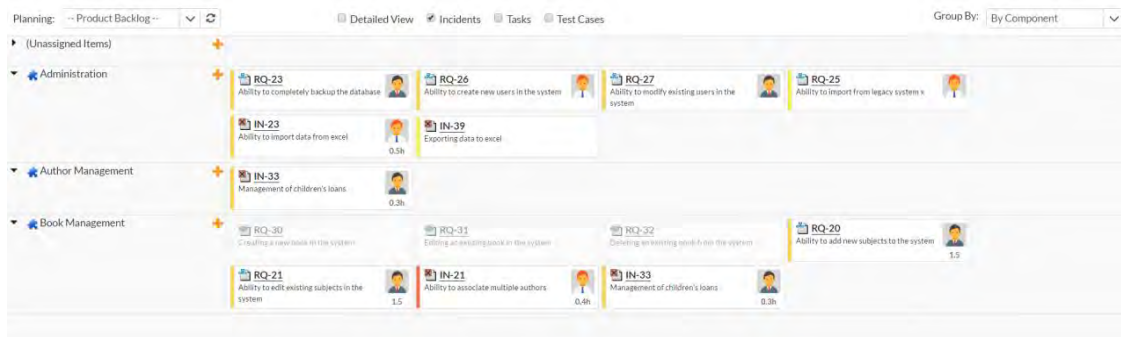 Planning: -- Product Backlog -- Detailed View Incidents Tasks Test Cases Group By: By Component
(Unassigned Items)
Administration
RQ-23
Ability to completely backup the database
RQ-26
Ability to create new users in the system
RQ-27
Ability to modify existing users in the
system
RQ-25
Ability to import from legacy system x
IN-23
Ability to import data from excel
0.5h
IN-39
Exporting data to excel
Author Management
IN-33
Management of children's loans
0.3h
Book Management
RQ-30
Creating a new book in the system
RQ-31
Editing an existing book in the system
RQ-32
Deleting an existing book from the system
RQ-20
Ability to add new subjects to the system
1.5
RQ-21
Ability to edit existing subjects in the
system
1.5
IN-21
Ability to associate multiple authors
0.4h
IN-33
Management of children's loans
0.3h